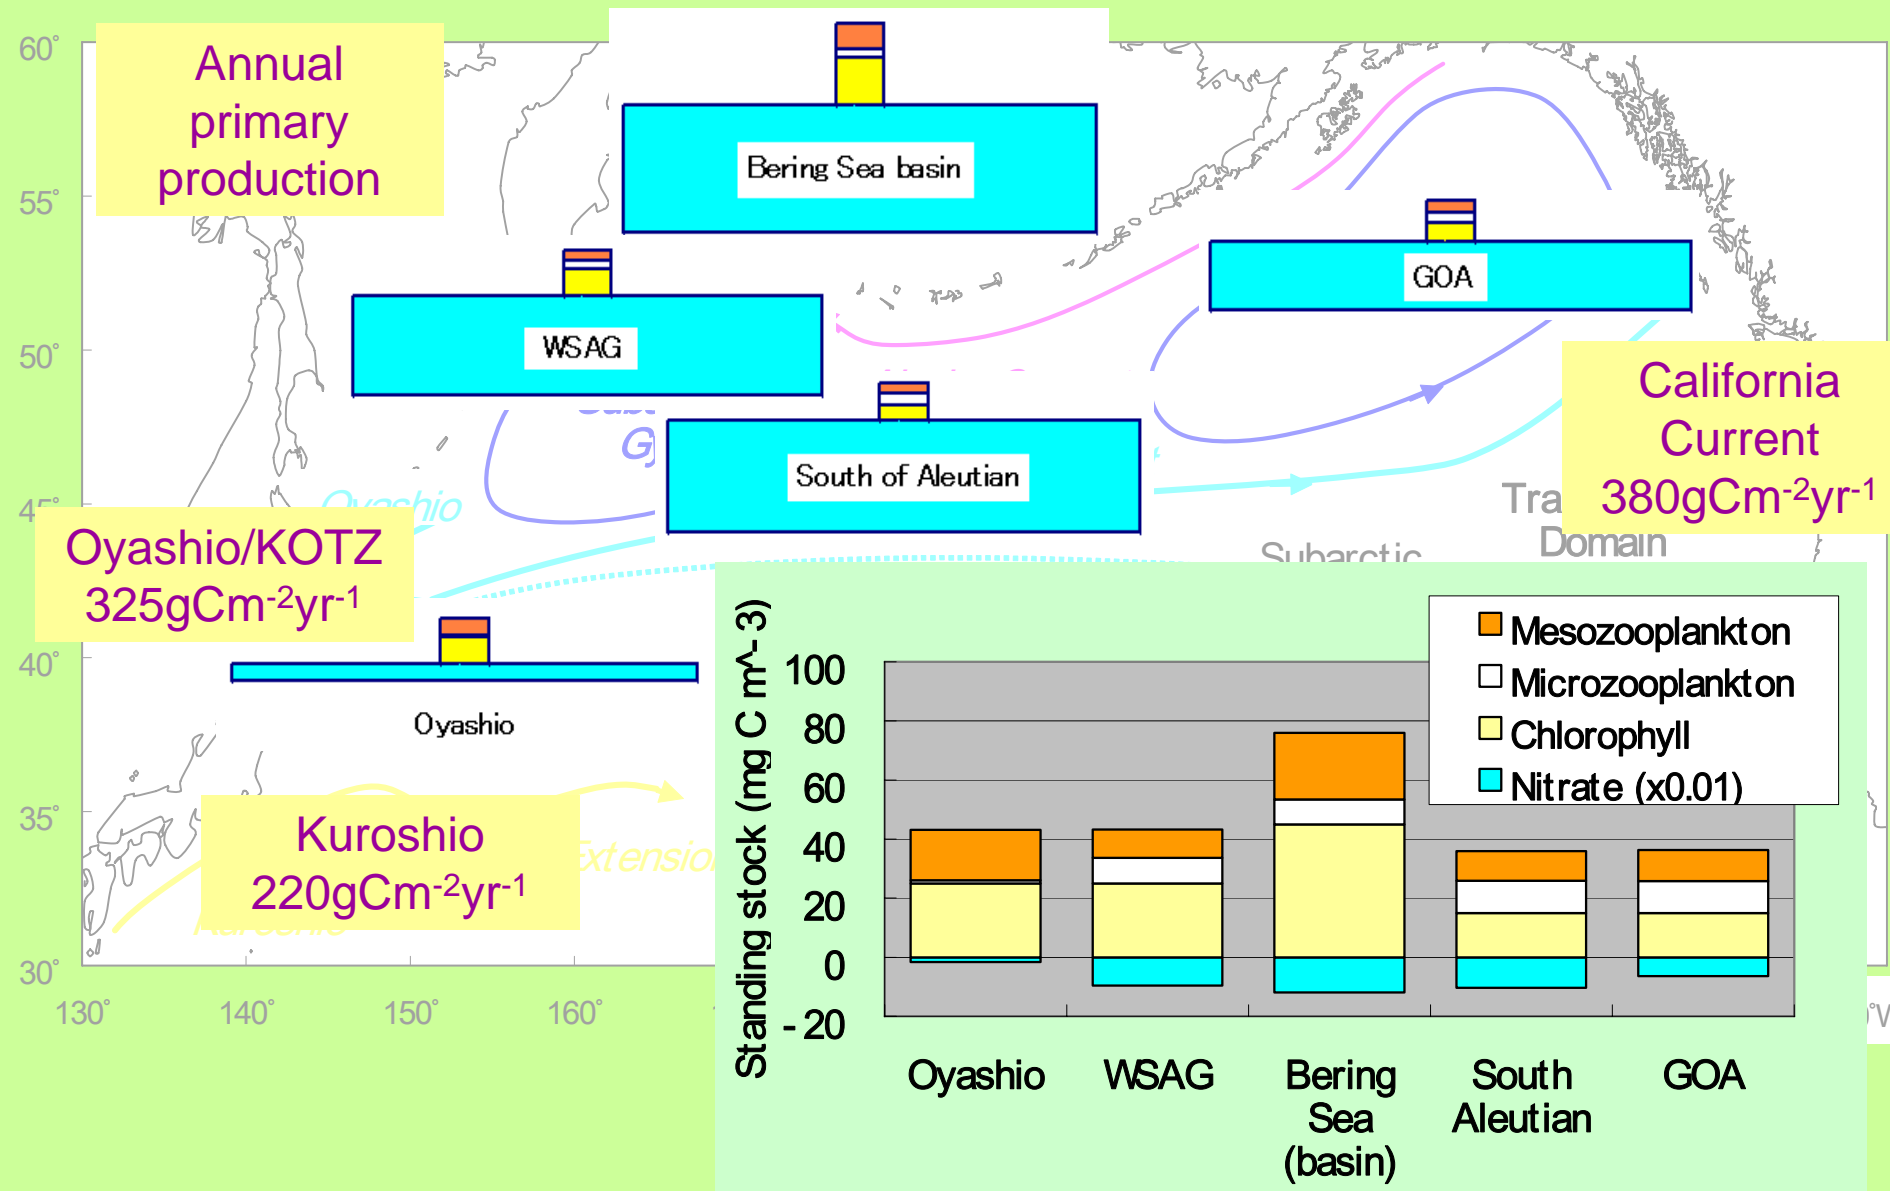 Annual
primary
production
Bering Sea basin
GOA
WSAG
South of Aleutian
California
Current
380gCm-2yr-1
Oyashio
Oyashio/KOTZ
325gCm-2yr-1
Domain
Subarctic
Oyashio
Kuroshio
220gCm-2yr-1
Extension
60°
55°
50°
40°
35°
30°
130°
140°
150°
160°
Standing stock (mg C m^-3)
100
80
60
40
20
0
-20
Mesozooplankton
Microzooplankton
Chlorophyll
Nitrate (x0.01)
Oyashio
WSAG
Bering
Sea
(basin)
South
Aleutian
GOA